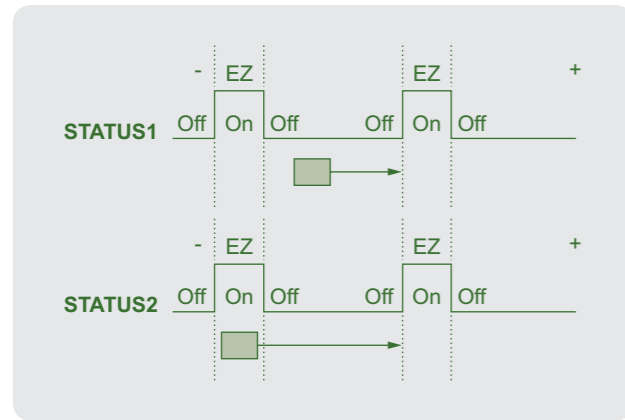 - EZ EZ +
STATUS1 Off On Off Off On Off
- EZ EZ +
STATUS2 Off On Off Off On Off